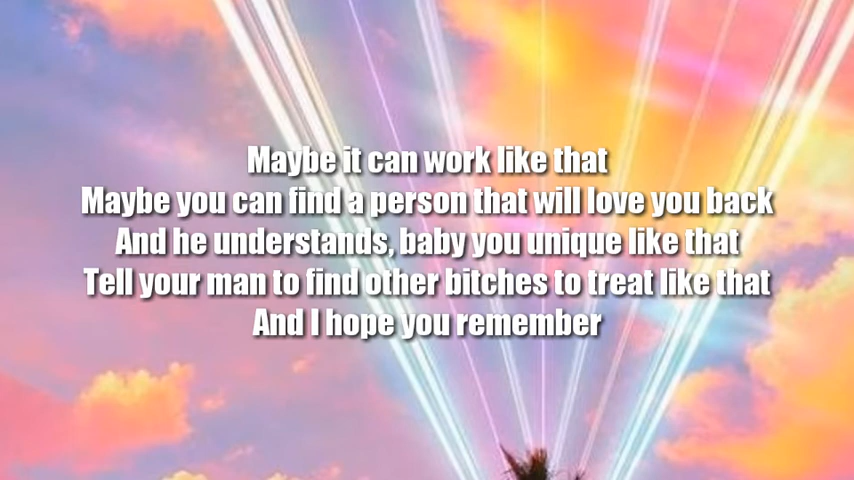 Maybe it can work like that
Maybe you can find a person that will love you back
And he understands, baby you unique like that
Tell your man to find other bitches to treat like that
And I hope you remember